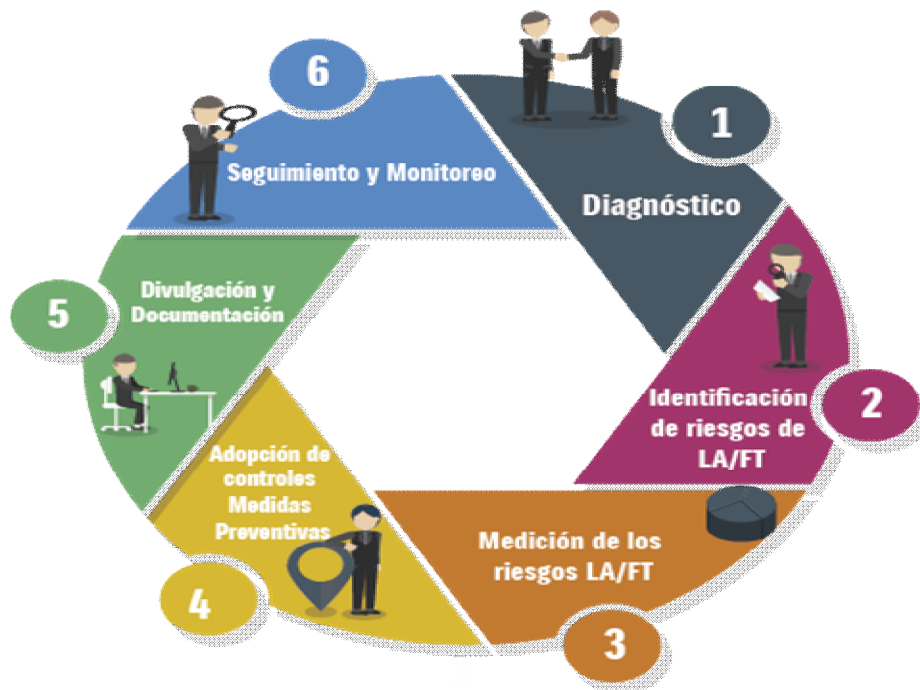 1
Diagnóstico
2
Identificación
de riesgos de
LA/FT
3
Medición de los
riesgos LA/FT
4
Adopción de
controles
Medidas
Preventivas
5
Divulgación y
Documentación
6
Seguimiento y Monitoreo